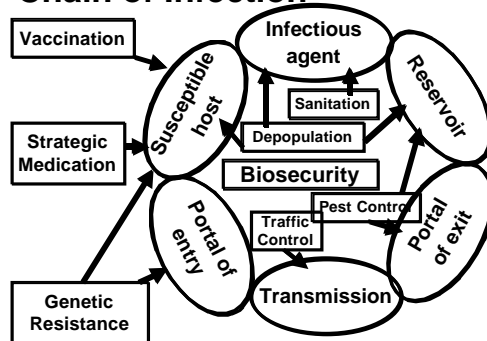 Chain of Infection
Vaccination
Infectious
agent
Susceptible
host
Reservoir
Sanitation
Strategic
Medication
Depopulation
Biosecurity
Pest Control
Portal of
entry
Traffic
Control
Portal
of exit
Genetic
Resistance
Transmission